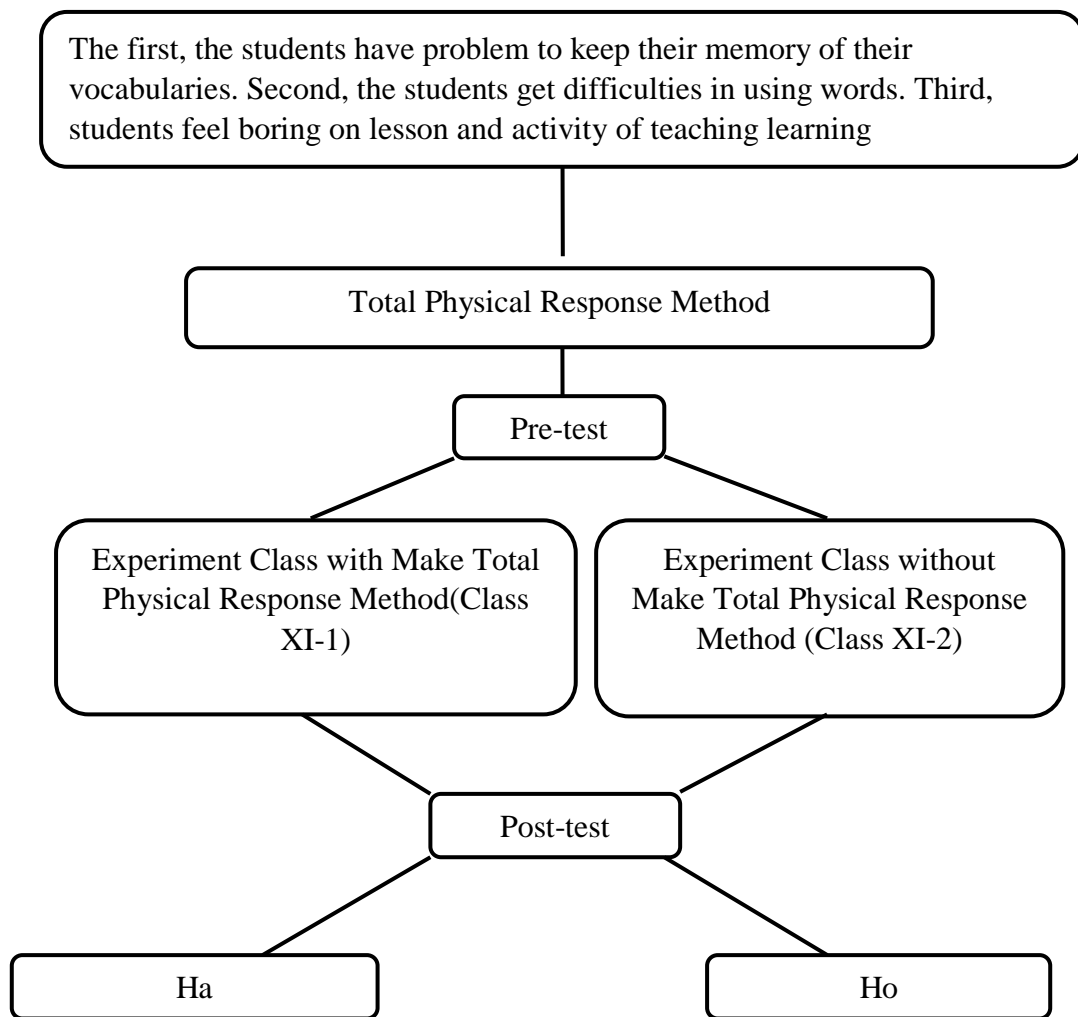 The first, the students have problem to keep their memory of their
vocabularies. Second, the students get difficulties in using words. Third,
students feel boring on lesson and activity of teaching learning
Total Physical Response Method
Pre-test
Experiment Class with Make Total
Physical Response Method(Class
XI-1)
Experiment Class without
Make Total Physical Response
Method (Class XI-2)
Post-test
Ha
Ho